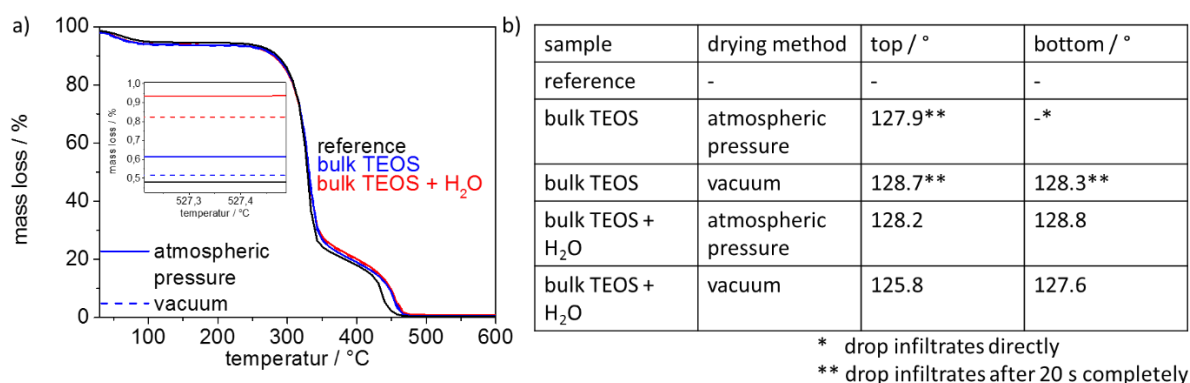 a)
100
80
60
40
20
0
mass loss / %
0
100
200
300
400
500
600
temperatur / °C
1,0
0,9
0,8
0,7
0,6
0,5
mass loss / %
527,3
527,4
temperatur / °C
reference
bulk TEOS
bulk TEOS + H₂O
atmospheric
pressure
vacuum
b)
sample drying method top / ° bottom / °
reference - - -
bulk TEOS atmospheric 127.9** -*
pressure
bulk TEOS vacuum 128.7** 128.3**
bulk TEOS + atmospheric 128.2 128.8
H₂O pressure
bulk TEOS + vacuum 125.8 127.6
H₂O
* drop infiltrates directly
** drop infiltrates after 20 s completely